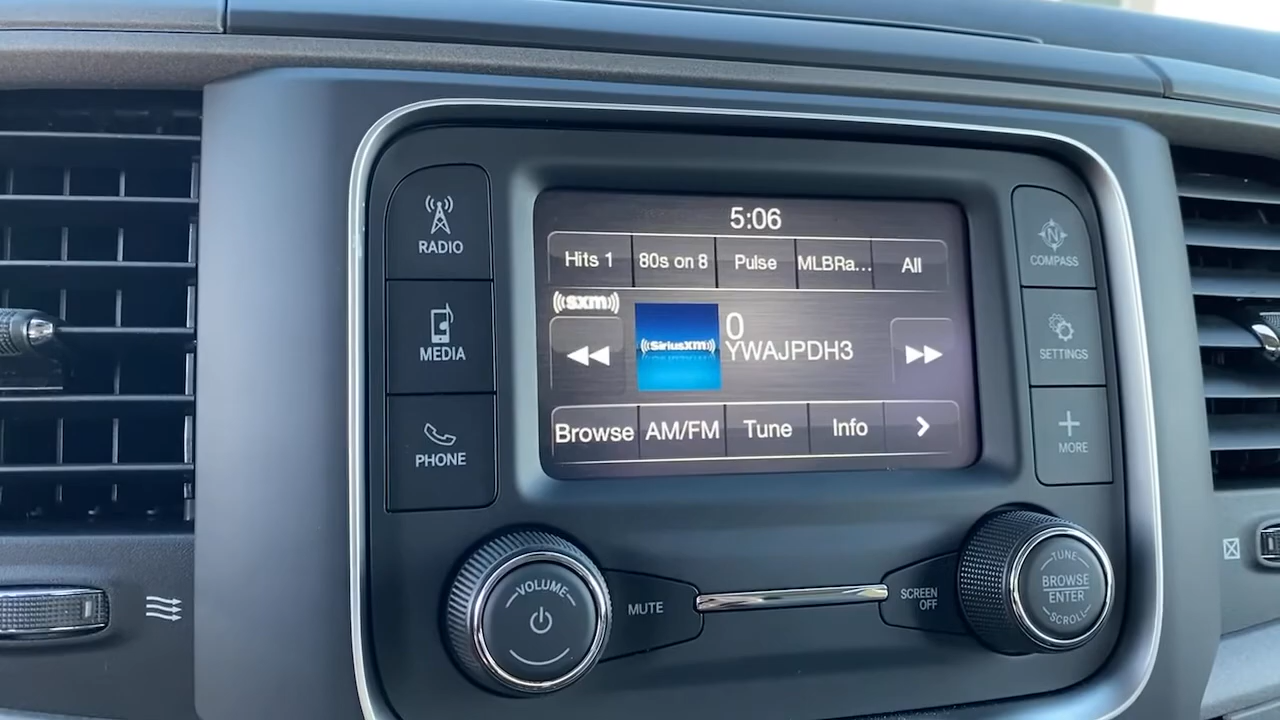 RADIO
MEDIA
PHONE
5:06
Hits 1 80s on 8 Pulse MLBRa... All
((sxm))
((SiriusXM))
0
YWAJPDH3
Browse AM/FM Tune Info >
N
COMPASS
SETTINGS
MORE
VOLUME
MUTE
SCREEN
OFF
TUNE
BROWSE
ENTER
SCROLL